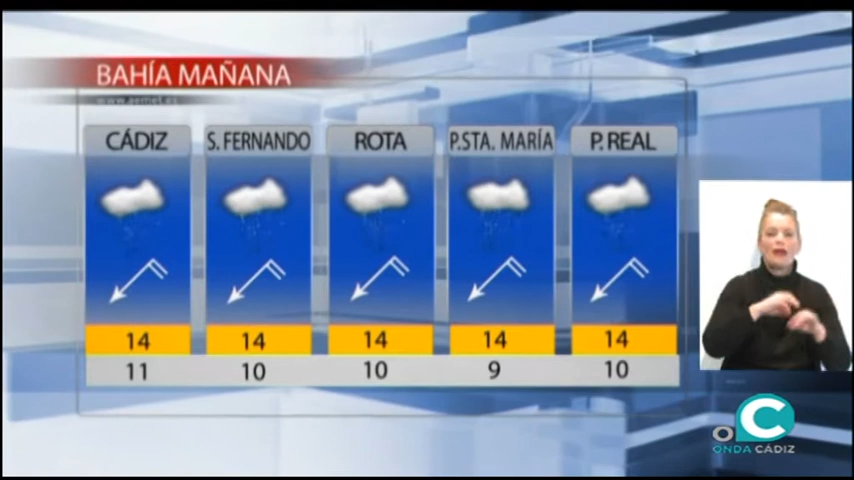 BAHÍA MAÑANA
www.aemet.es
CÁDIZ S. FERNANDO ROTA P.STA. MARÍA P. REAL
14 14 14 14 14
11 10 10 9 10
OC
ONDA CÁDIZ